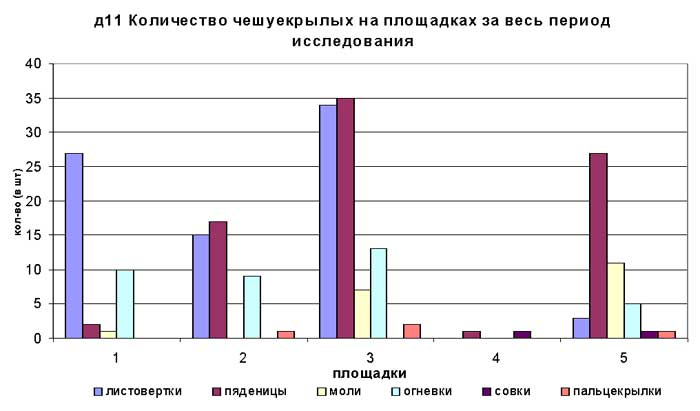 д11 Количество чешуекрылых на площадках за весь период
исследования
40
35
30
25
20
15
10
5
0
кол-во (в шт)
1 2 3 4 5
площадки
листовертки пяденицы моли огневки совки пальцекрылки